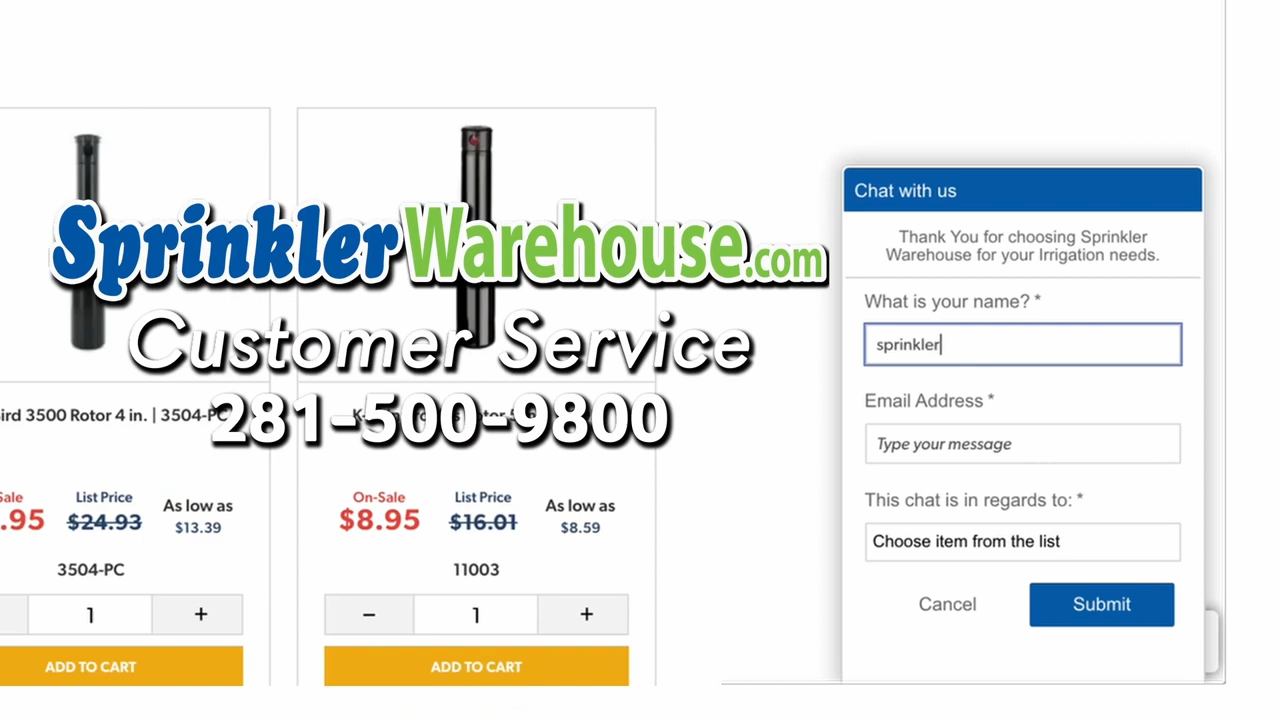 SprinklerWarehouse.com
Customer Service
281-500-9800
3500 Rotor 4 in. | 3504-PC
Sale
List Price
As low as
.95
$24.93
$13.39
3504-PC
1
+
ADD TO CART
On-Sale
List Price
As low as
$8.95
$16.01
$8.59
11003
−
1
+
ADD TO CART
Chat with us
Thank You for choosing Sprinkler
Warehouse for your Irrigation needs.
What is your name? *
sprinkler
Email Address *
Type your message
This chat is in regards to: *
Choose item from the list
Cancel
Submit